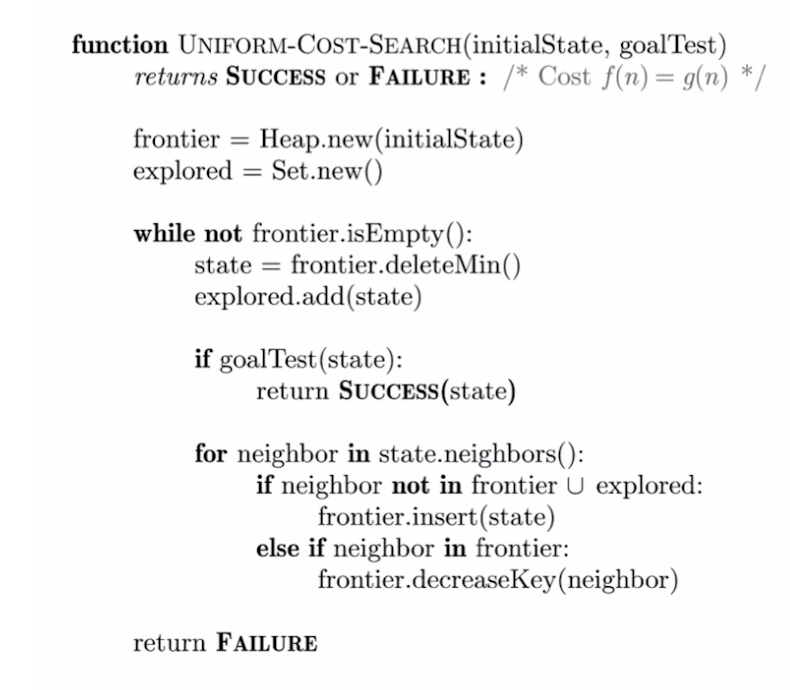 function UNIFORM-COST-SEARCH(initialState, goalTest)
returns SUCCESS or FAILURE : /* Cost f(n) = g(n) */
frontier = Heap.new(initialState)
explored = Set.new()
while not frontier.isEmpty():
state = frontier.deleteMin()
explored.add(state)
if goalTest(state):
return SUCCESS(state)
for neighbor in state.neighbors():
if neighbor not in frontier ∪ explored:
frontier.insert(state)
else if neighbor in frontier:
frontier.decreaseKey(neighbor)
return FAILURE